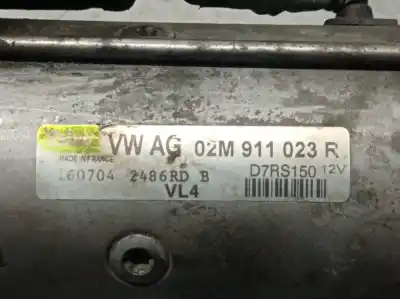 VW AG 02M 911 023 R
MADE IN FRANCE
160704 2486RD B D7RS150 12V
VL4